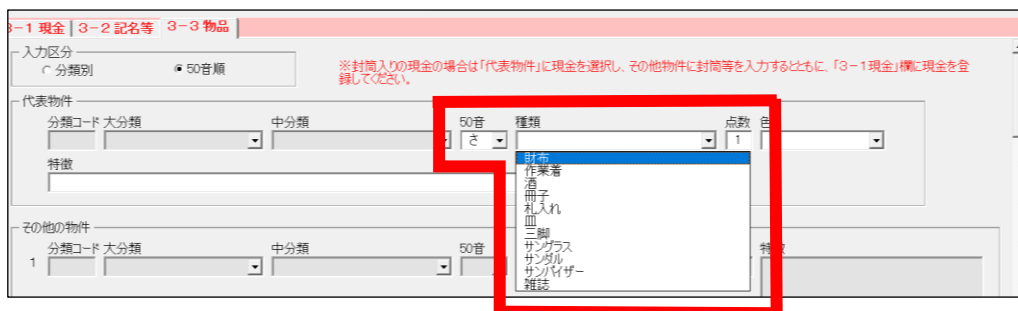 3-1 現金 3-2 記名等 3-3 物品
入力区分
分類別 50音順
※封筒入りの現金の場合は「代表物件」に現金を選択し、その他物件に封筒等を入力するとともに、「3-1現金」欄に現金を登
録してください。
代表物件
分類コード 大分類 中分類 50音 種類 点数 色
さ 1
特徴
財布
作業着
酒
冊子
札入れ
皿
三脚
サングラス
サンダル
サンバイザー
雑誌
その他の物件
分類コード 大分類 中分類 50音 特徴
1